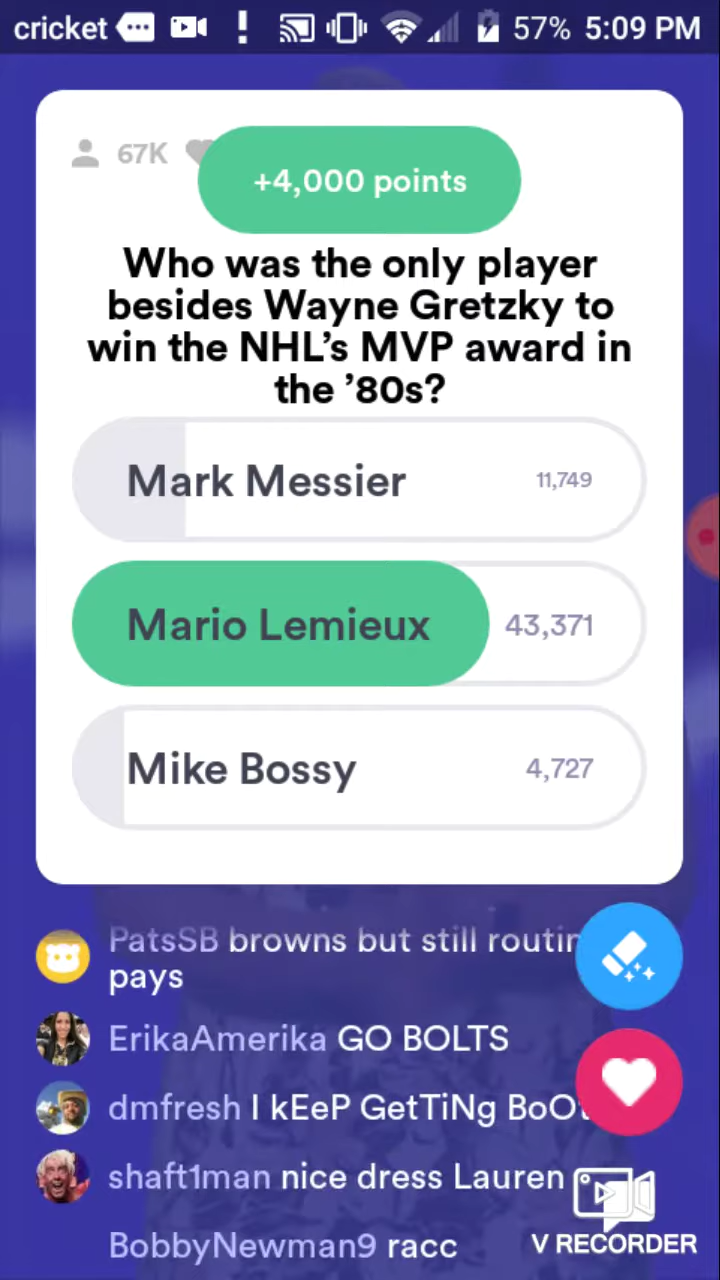 cricket 57% 5:09 PM
67K
+4,000 points
Who was the only player
besides Wayne Gretzky to
win the NHL's MVP award in
the '80s?
Mark Messier 11,749
Mario Lemieux 43,371
Mike Bossy 4,727
PatsSB browns but still
pays
ErikaAmerika GO BOLTS
dmfresh I kEeP GetTiNg
shaft1man nice dress Lauren
V RECORDER
BobbyNewman9 racc